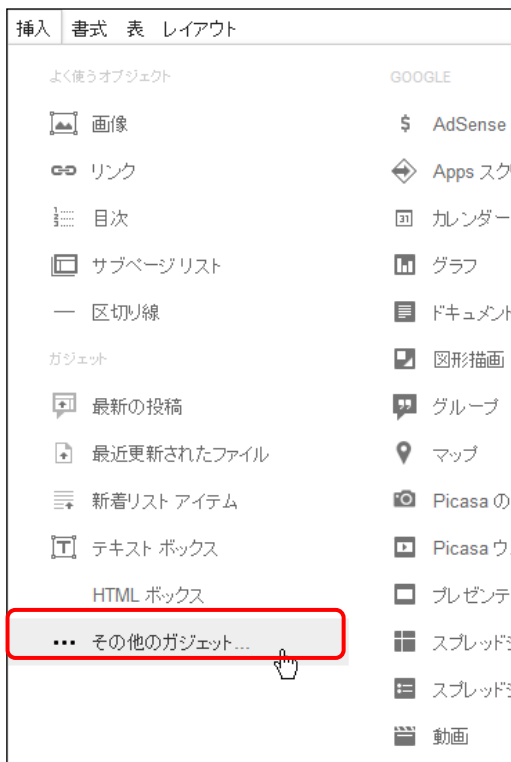 挿入 書式 表 レイアウト
よく使うオブジェクト
画像
リンク
目次
サブページ リスト
区切り線
ガジェット
最新の投稿
最近更新されたファイル
新着リスト アイテム
テキスト ボックス
HTML ボックス
その他のガジェット...
GOOGLE
AdSense
Apps スク
カレンダー
グラフ
ドキュメント
図形描画
グループ
マップ
Picasa の
Picasa ウ
プレゼンテ
スプレッド
スプレッド
動画